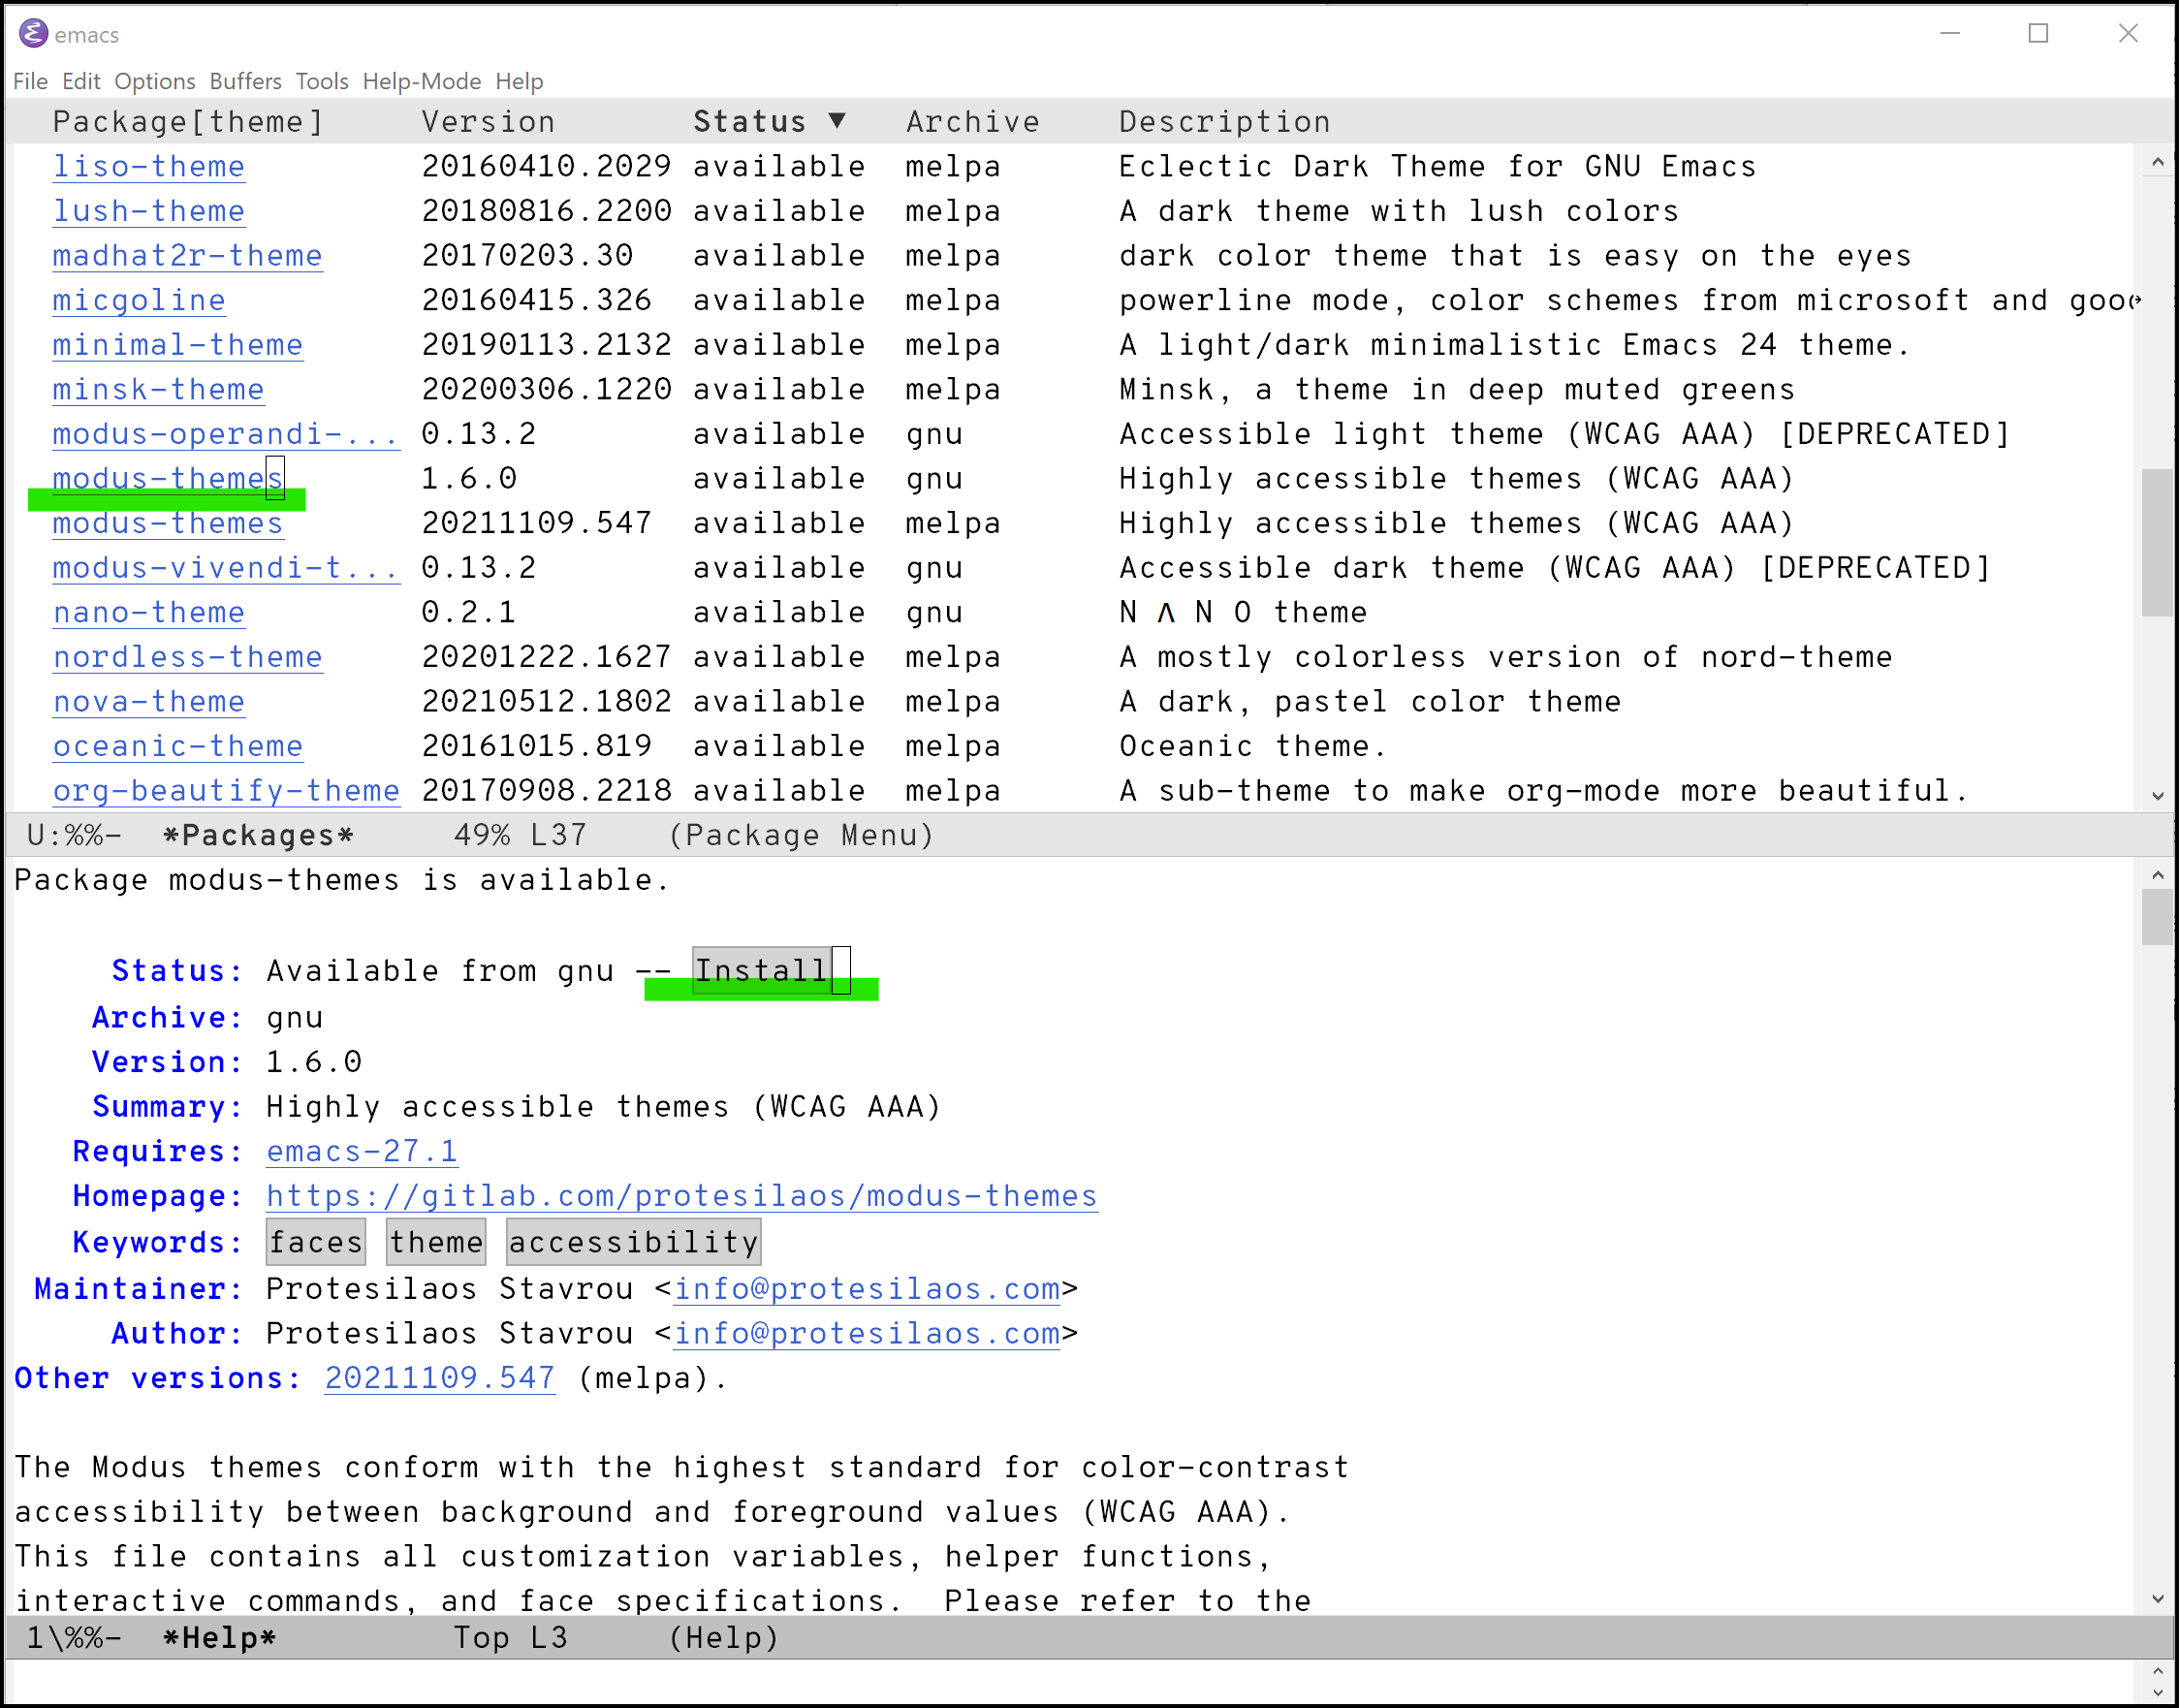 emacs
File Edit Options Buffers Tools Help-Mode Help
Package[theme] Version Status ▼ Archive Description
liso-theme 20160410.2029 available melpa Eclectic Dark Theme for GNU Emacs
lush-theme 20180816.2200 available melpa A dark theme with lush colors
madhat2r-theme 20170203.30 available melpa dark color theme that is easy on the eyes
micgoline 20160415.326 available melpa powerline mode, color schemes from microsoft and goo
minimal-theme 20190113.2132 available melpa A light/dark minimalistic Emacs 24 theme.
minsk-theme 20200306.1220 available melpa Minsk, a theme in deep muted greens
modus-operandi-... 0.13.2 available gnu Accessible light theme (WCAG AAA) [DEPRECATED]
modus-themes 1.6.0 available gnu Highly accessible themes (WCAG AAA)
modus-themes 20211109.547 available melpa Highly accessible themes (WCAG AAA)
modus-vivendi-t... 0.13.2 available gnu Accessible dark theme (WCAG AAA) [DEPRECATED]
nano-theme 0.2.1 available gnu N Λ N O theme
nordless-theme 20201222.1627 available melpa A mostly colorless version of nord-theme
nova-theme 20210512.1802 available melpa A dark, pastel color theme
oceanic-theme 20161015.819 available melpa Oceanic theme.
org-beautify-theme 20170908.2218 available melpa A sub-theme to make org-mode more beautiful.
U:%%- *Packages* 49% L37 (Package Menu)
Package modus-themes is available.
Status: Available from gnu -- Install
Archive: gnu
Version: 1.6.0
Summary: Highly accessible themes (WCAG AAA)
Requires: emacs-27.1
Homepage: https://gitlab.com/protesilaos/modus-themes
Keywords: faces theme accessibility
Maintainer: Protesilaos Stavrou <info@protesilaos.com>
Author: Protesilaos Stavrou <info@protesilaos.com>
Other versions: 20211109.547 (melpa).
The Modus themes conform with the highest standard for color-contrast
accessibility between background and foreground values (WCAG AAA).
This file contains all customization variables, helper functions,
interactive commands, and face specifications.  Please refer to the
1\%%- *Help* Top L3 (Help)